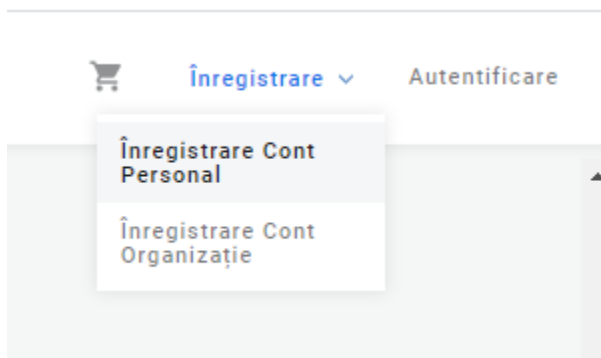 Înregistrare Autentificare
Înregistrare Cont
Personal
Înregistrare Cont
Organizație